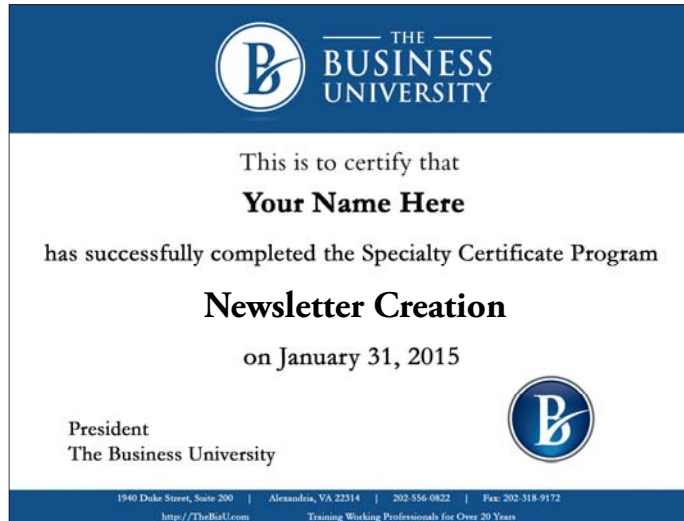 THE
BUSINESS
UNIVERSITY
This is to certify that
Your Name Here
has successfully completed the Specialty Certificate Program
Newsletter Creation
on January 31, 2015
President
The Business University
1940 Duke Street, Suite 200 | Alexandria, VA 22314 | 202-556-0822 | Fax: 202-318-9172
http://TheBizU.com Training Working Professionals for Over 20 Years